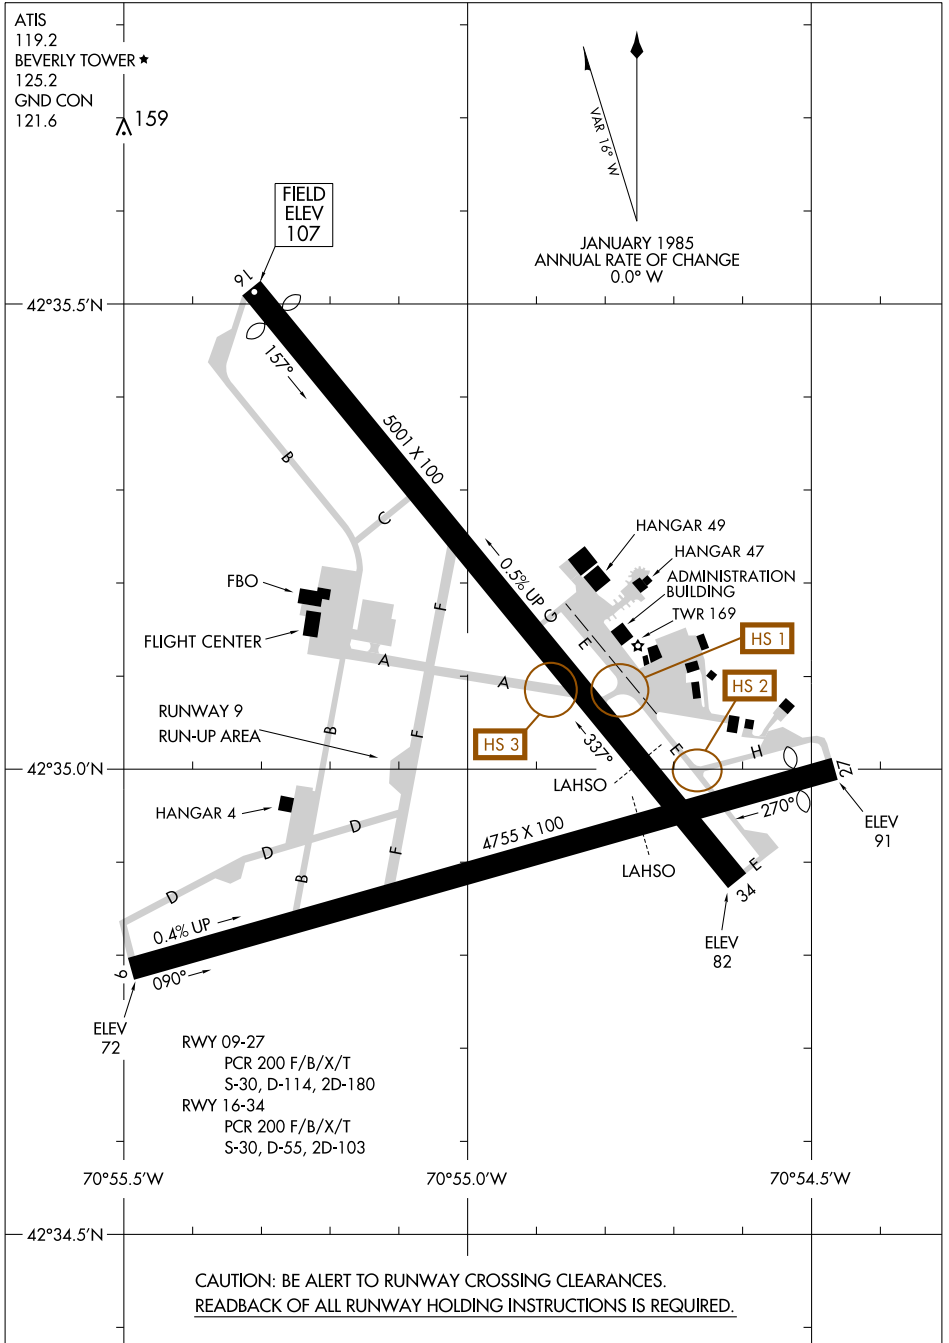 ATIS
119.2
BEVERLY TOWER ★
125.2
GND CON
121.6
159
VAR 16° W
JANUARY 1985
ANNUAL RATE OF CHANGE
0.0° W
FIELD
ELEV
107
16
42°35.5'N
157°
5001 X 100
B
C
HANGAR 49
HANGAR 47
ADMINISTRATION
BUILDING
TWR 169
0.5% UP
FBO
F
G
E
FLIGHT CENTER
HS 1
A
A
HS 2
RUNWAY 9
RUN-UP AREA
B
F
HS 3
337°
E
H
42°35.0'N
LAHSO
27
HANGAR 4
270°
D
D
4755 X 100
ELEV
91
F
LAHSO
E
B
D
34
0.4% UP
ELEV
82
9
090°
ELEV
72
RWY 09-27
PCR 200 F/B/X/T
S-30, D-114, 2D-180
RWY 16-34
PCR 200 F/B/X/T
S-30, D-55, 2D-103
70°55.5'W
70°55.0'W
70°54.5'W
42°34.5'N
CAUTION: BE ALERT TO RUNWAY CROSSING CLEARANCES.
READBACK OF ALL RUNWAY HOLDING INSTRUCTIONS IS REQUIRED.